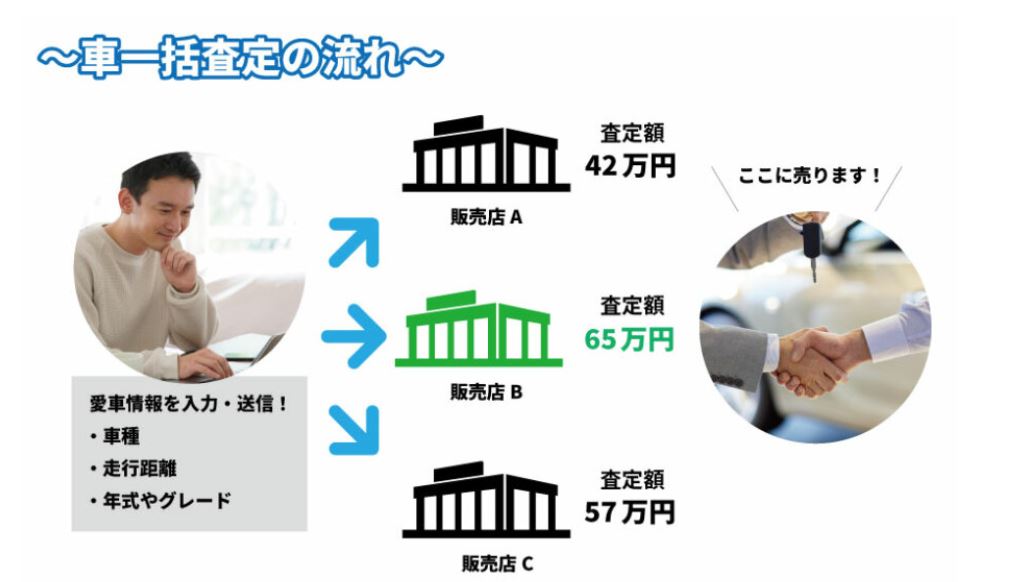 ～車一括査定の流れ～
愛車情報を入力・送信！
・車種
・走行距離
・年式やグレード
査定額
42万円
販売店 A
査定額
65万円
販売店 B
査定額
57万円
販売店 C
ここに売ります！